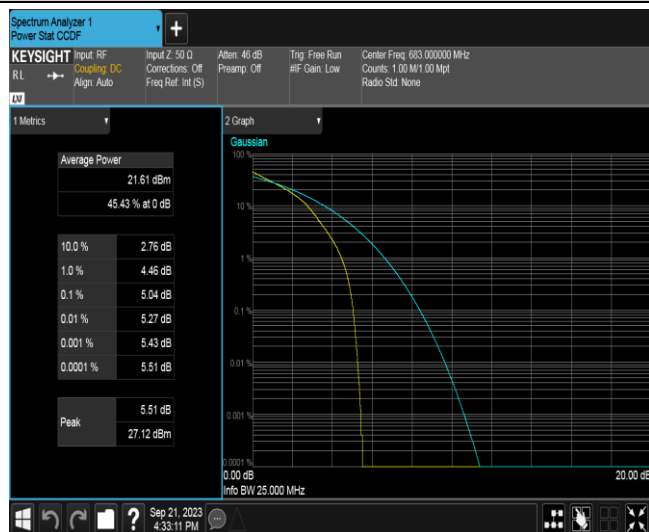 Spectrum Analyzer 1
Power Stat CCDF
+
KEYSIGHT
RL
LXI
Input: RF
Coupling: DC
Align: Auto
Input Z: 50 Ω
Corrections: Off
Freq Ref: Int (S)
Atten: 46 dB
Preamp: Off
Trig: Free Run
#IF Gain: Low
Center Freq: 683.000000 MHz
Counts: 1.00 M/1.00 Mpt
Radio Std: None
1 Metrics
Average Power
21.61 dBm
45.43 % at 0 dB
10.0 % 2.76 dB
1.0 % 4.46 dB
0.1 % 5.04 dB
0.01 % 5.27 dB
0.001 % 5.43 dB
0.0001 % 5.51 dB
Peak
5.51 dB
27.12 dBm
2 Graph
Gaussian
100 %
10 %
1 %
0.1 %
0.01 %
0.001 %
0.0001 %
0.00 dB
20.00 dB
Info BW 25.000 MHz
?
Sep 21, 2023
4:33:11 PM